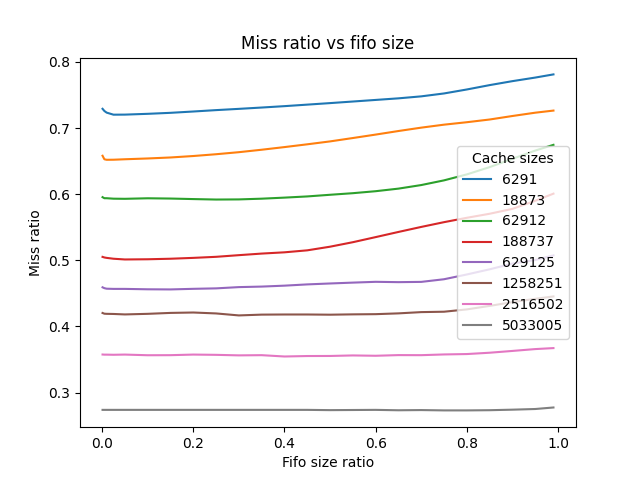 Miss ratio vs fifo size
0.8
0.7
0.6
0.5
0.4
0.3
Miss ratio
Cache sizes
6291
18873
62912
188737
629125
1258251
2516502
5033005
0.0 0.2 0.4 0.6 0.8 1.0
Fifo size ratio